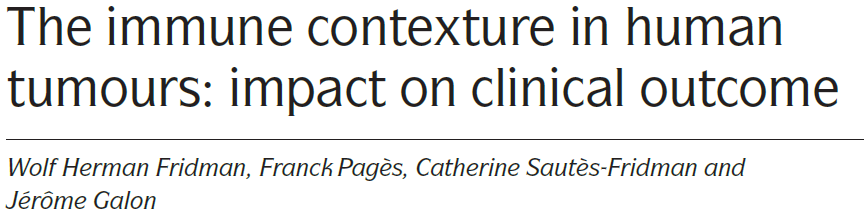 The immune contexture in human
tumours: impact on clinical outcome
Wolf Herman Fridman, Franck Pagès, Catherine Sautès-Fridman and
Jérôme Galon